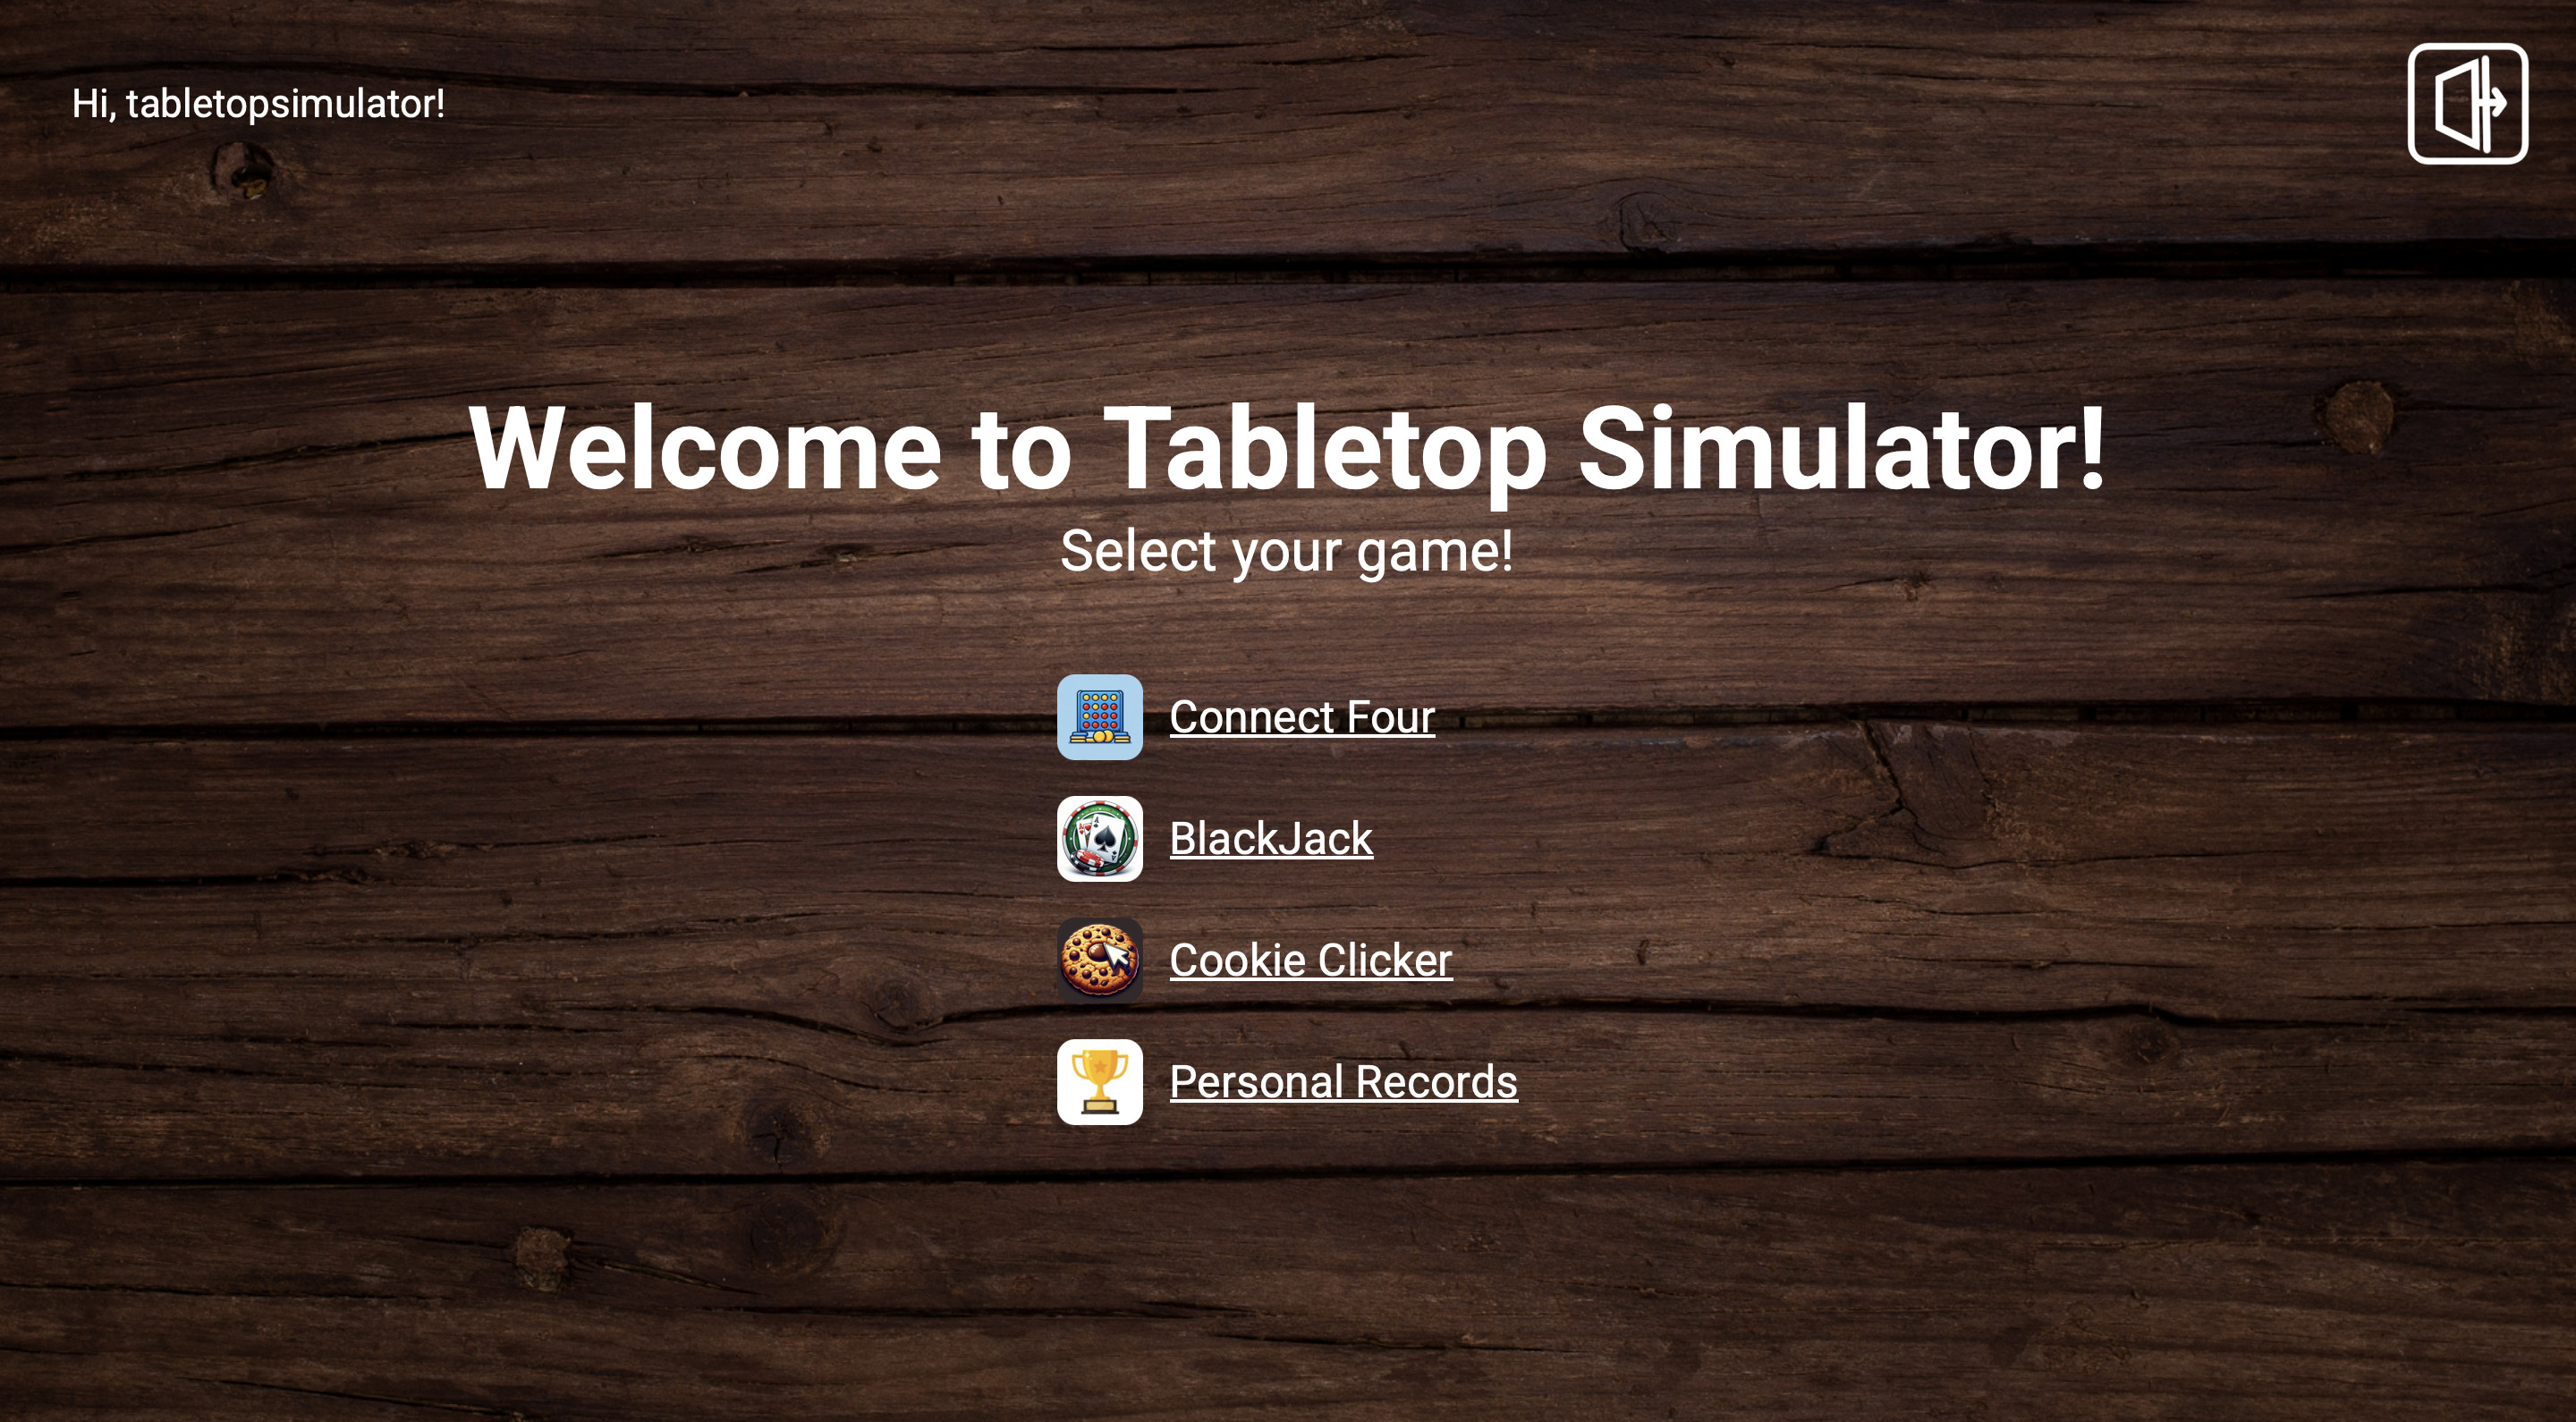 Hi, tabletopsimulator!
Welcome to Tabletop Simulator!
Select your game!
Connect Four
BlackJack
Cookie Clicker
Personal Records